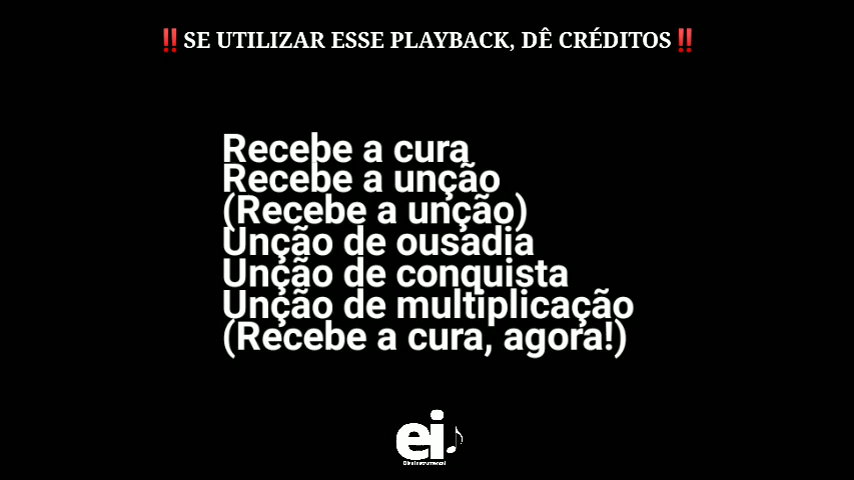 ‼️SE UTILIZAR ESSE PLAYBACK, DÊ CRÉDITOS‼️
Recebe a cura
Recebe a unção
(Recebe a unção)
Unção de ousadia
Unção de conquista
Unção de multiplicação
(Recebe a cura, agora!)
ei